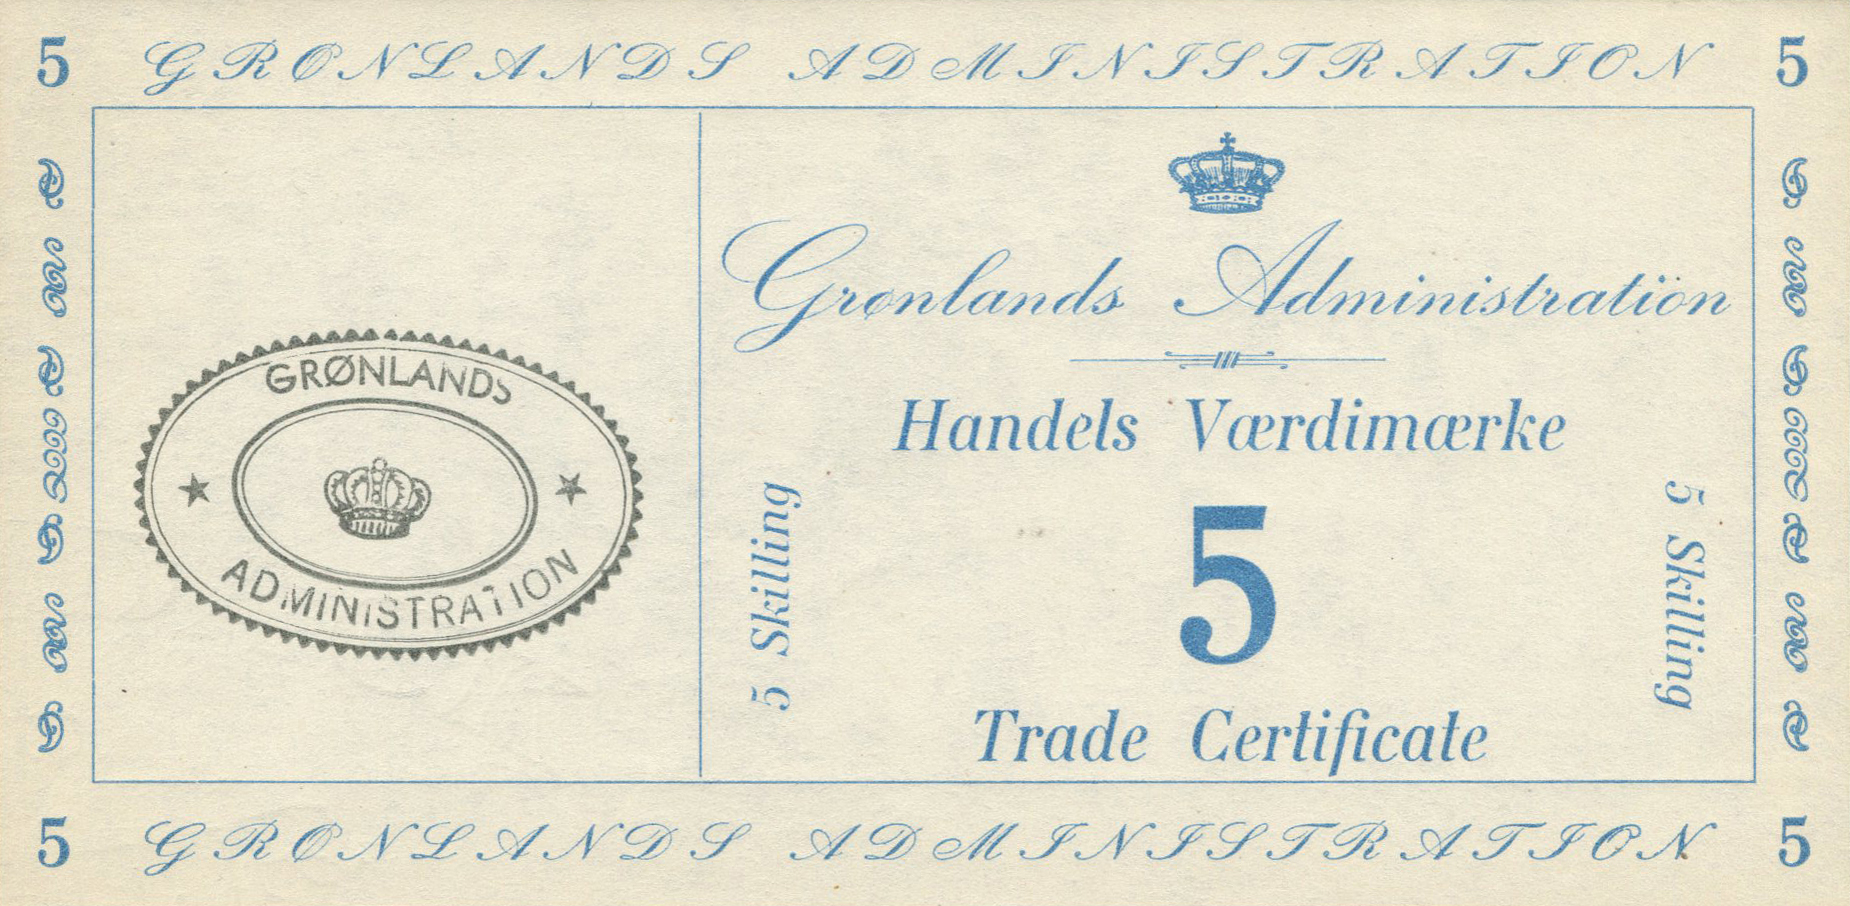 5 GRØNLANDS ADMINISTRATION 5
GRØNLANDS
ADMINISTRATION
Grønlands Administration
Handels Værdimærke
5 Skilling
5
5 Skilling
Trade Certificate
5 GRØNLANDS ADMINISTRATION 5